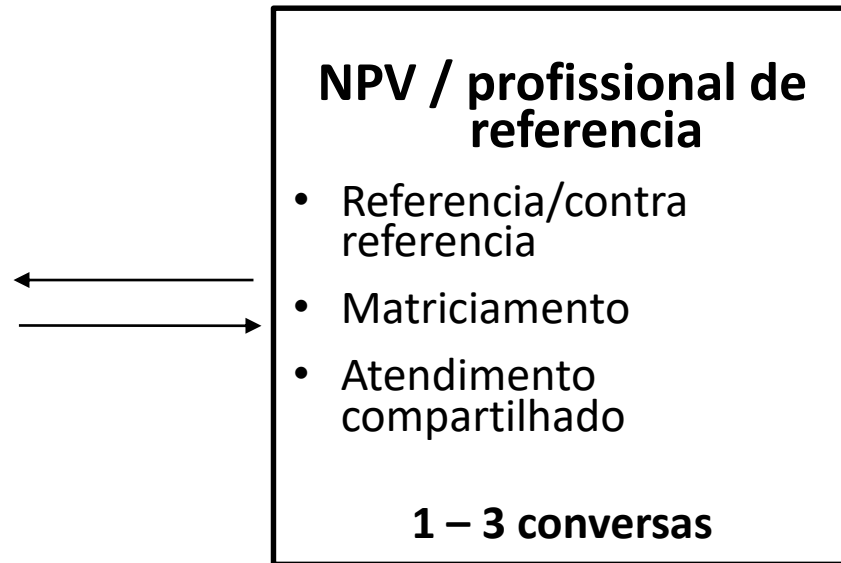 NPV / profissional de
referencia
• Referencia/contra
referencia
• Matriciamento
• Atendimento
compartilhado
1 – 3 conversas